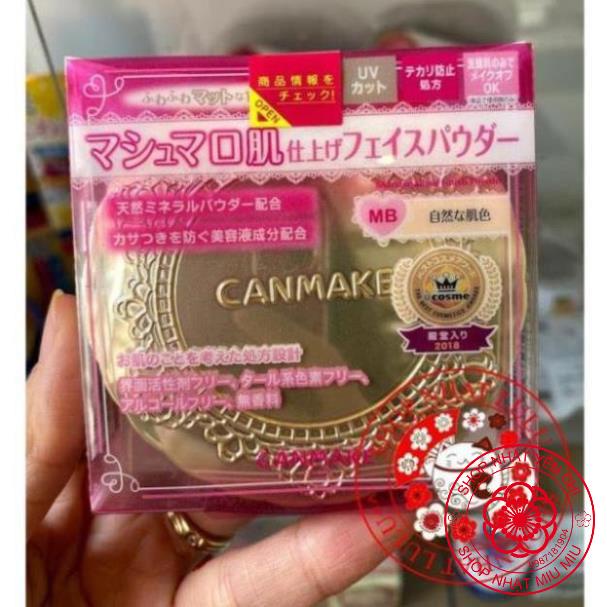 商品情報を
チェック!
OPEN
UV
カット
テカリ防止
処方
洗顔料のみで
メイクオフ
OK
ふわふわマットな
マシュマロ肌仕上げフェイスパウダー
天然ミネラルパウダー配合
カサつきを防ぐ美容液成分配合
MB 自然な肌色
CANMAKE
@cosme
THE BEST COSMETICS AWARDS
殿堂入り
2018
お肌のことを考えた処方設計
界面活性剤フリー、タール系色素フリー、
アルコールフリー、無香料
CANMAKE
SHOP NHAT MIU MIU
0987181904